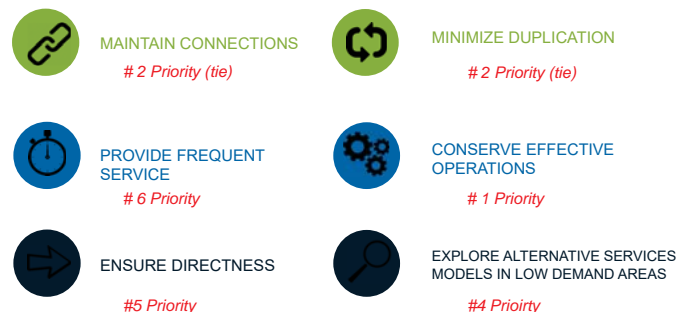 MAINTAIN CONNECTIONS
# 2 Priority (tie)
MINIMIZE DUPLICATION
# 2 Priority (tie)
PROVIDE FREQUENT
SERVICE
# 6 Priority
CONSERVE EFFECTIVE
OPERATIONS
# 1 Priority
ENSURE DIRECTNESS
#5 Priority
EXPLORE ALTERNATIVE SERVICES
MODELS IN LOW DEMAND AREAS
#4 Prioirty